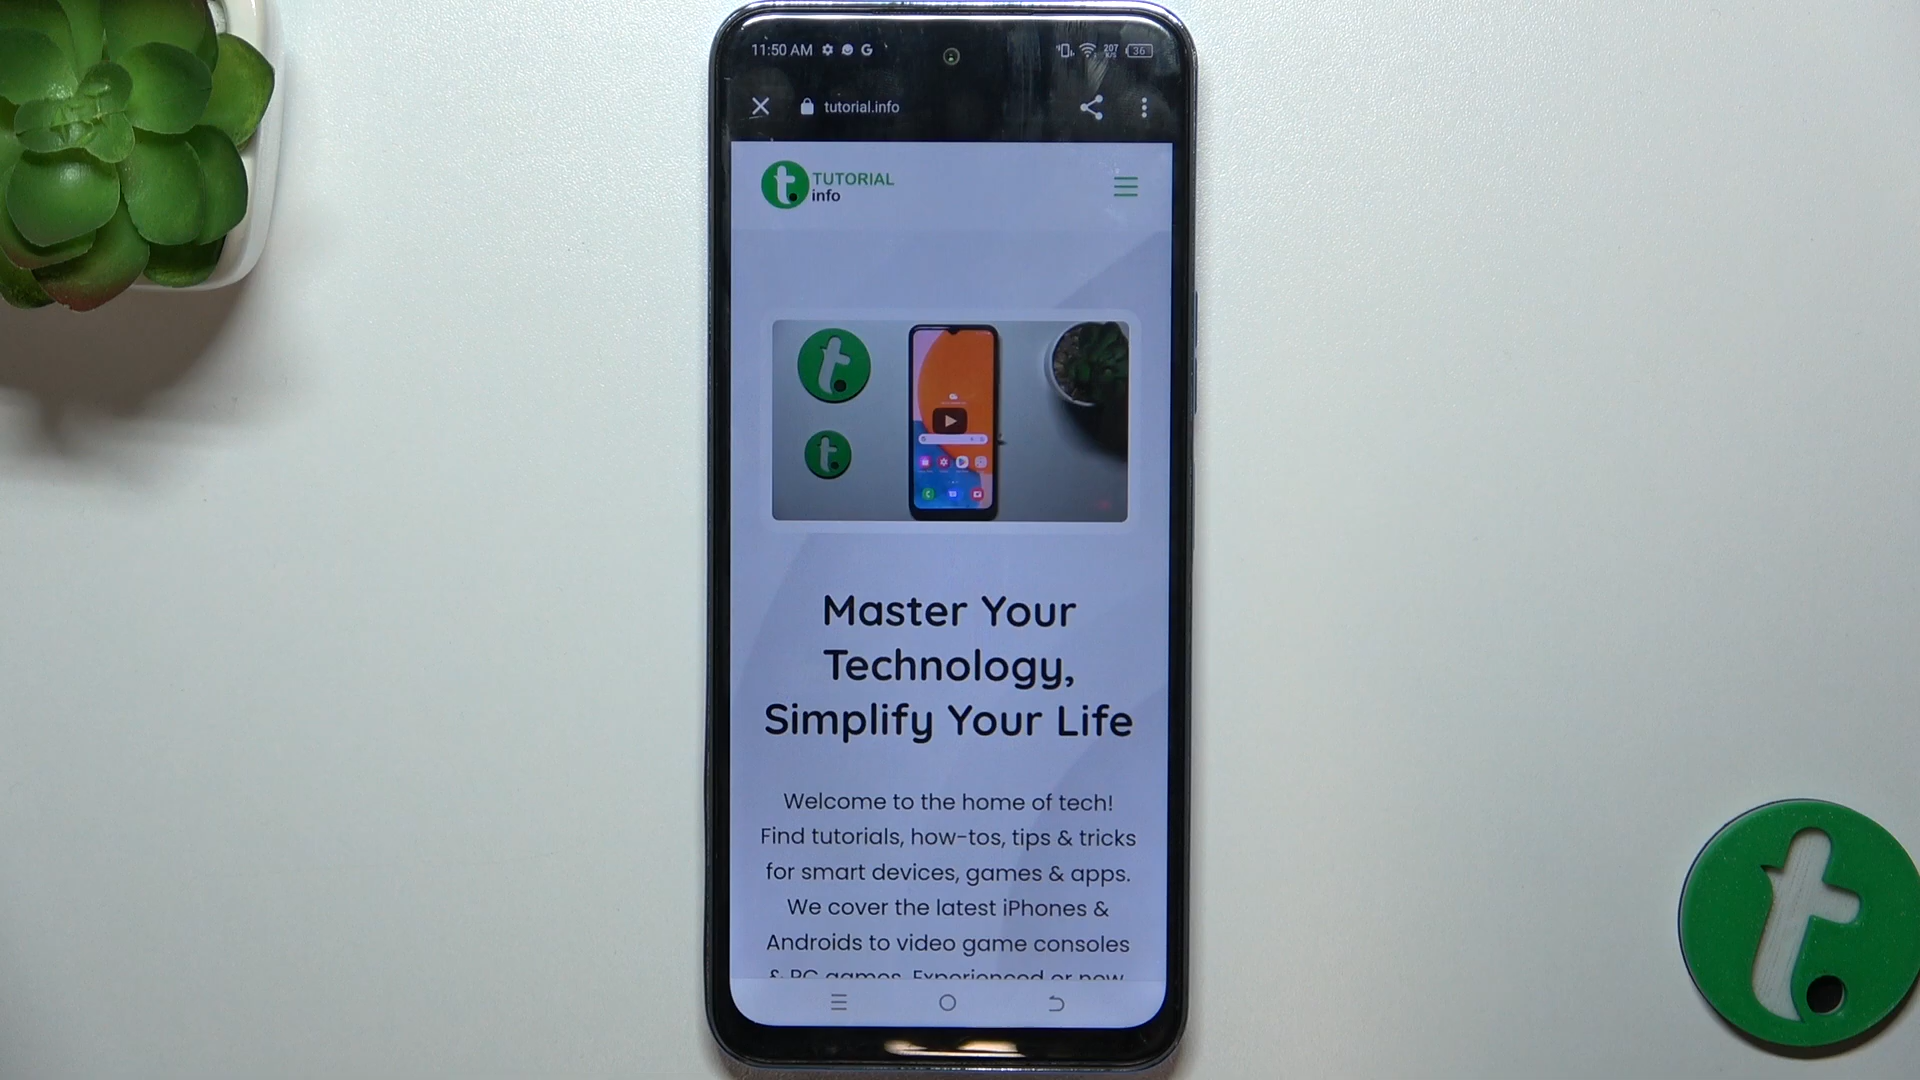 11:50 AM
207
K/S
36
tutorial.info
t. TUTORIAL
info
t.
t.
Master Your
Technology,
Simplify Your Life
Welcome to the home of tech!
Find tutorials, how-tos, tips & tricks
for smart devices, games & apps.
We cover the latest iPhones &
Androids to video game consoles
& PC games. Experienced or new
t.